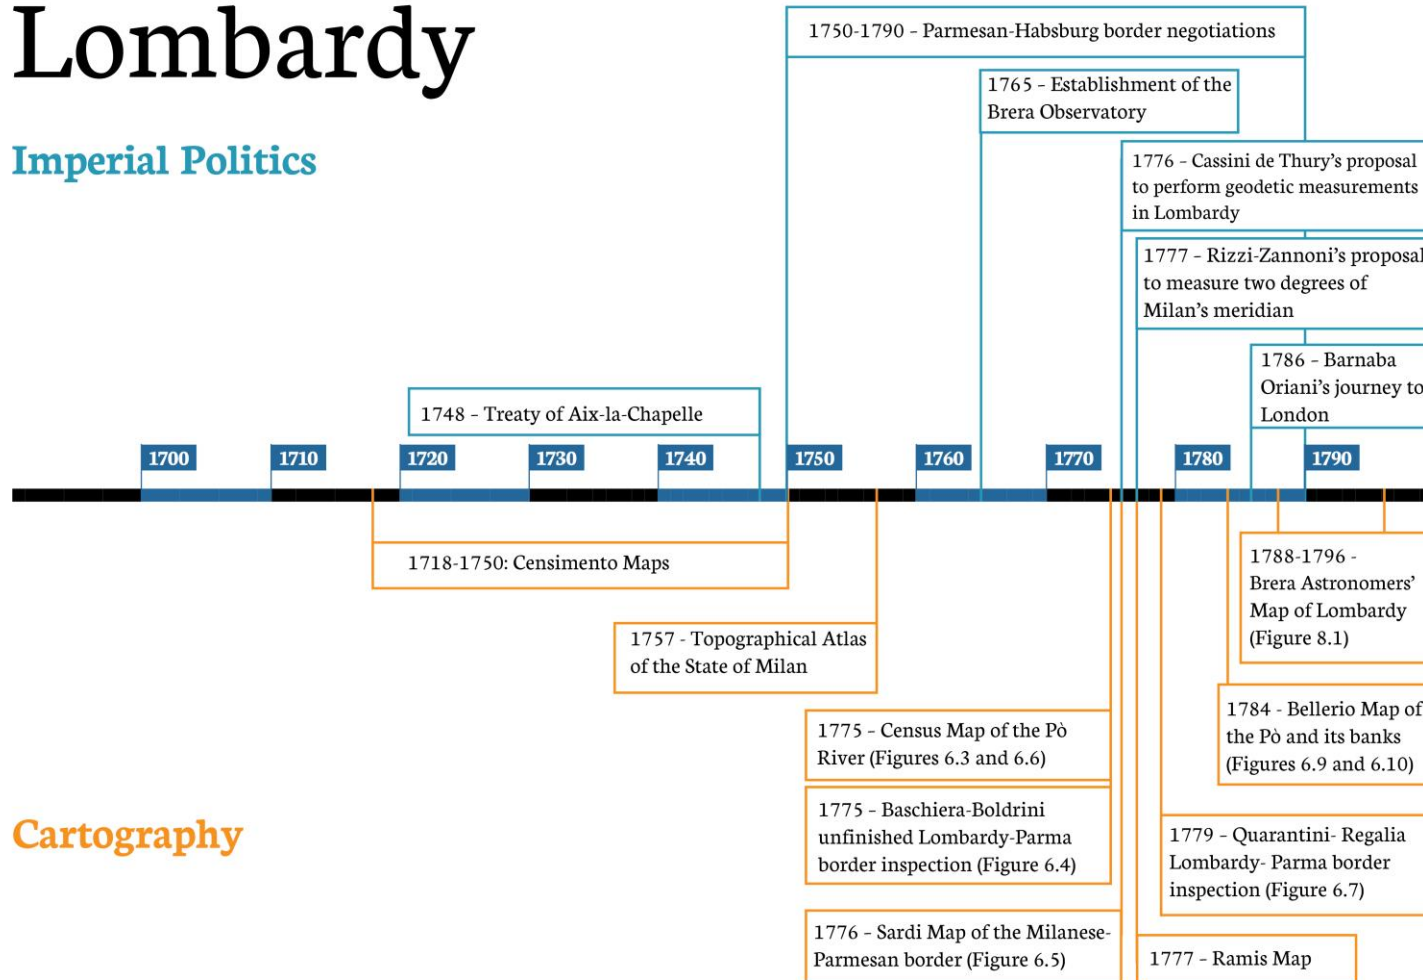 Lombardy
Imperial Politics
1750-1790 – Parmesan-Habsburg border negotiations
1765 – Establishment of the
Brera Observatory
1776 – Cassini de Thury's proposal
to perform geodetic measurements
in Lombardy
1777 – Rizzi-Zannoni's proposal
to measure two degrees of
Milan's meridian
1786 – Barnaba
Oriani's journey to
London
1748 – Treaty of Aix-la-Chapelle
1700
1710
1720
1730
1740
1750
1760
1770
1780
1790
1718-1750: Censimento Maps
1757 - Topographical Atlas
of the State of Milan
1775 – Census Map of the Pò
River (Figures 6.3 and 6.6)
1775 – Baschiera-Boldrini
unfinished Lombardy-Parma
border inspection (Figure 6.4)
1776 – Sardi Map of the Milanese-
Parmesan border (Figure 6.5)
1788-1796 -
Brera Astronomers'
Map of Lombardy
(Figure 8.1)
1784 - Bellerio Map of
the Pò and its banks
(Figures 6.9 and 6.10)
1779 – Quarantini- Regalia
Lombardy- Parma border
inspection (Figure 6.7)
1777 – Ramis Map
Cartography